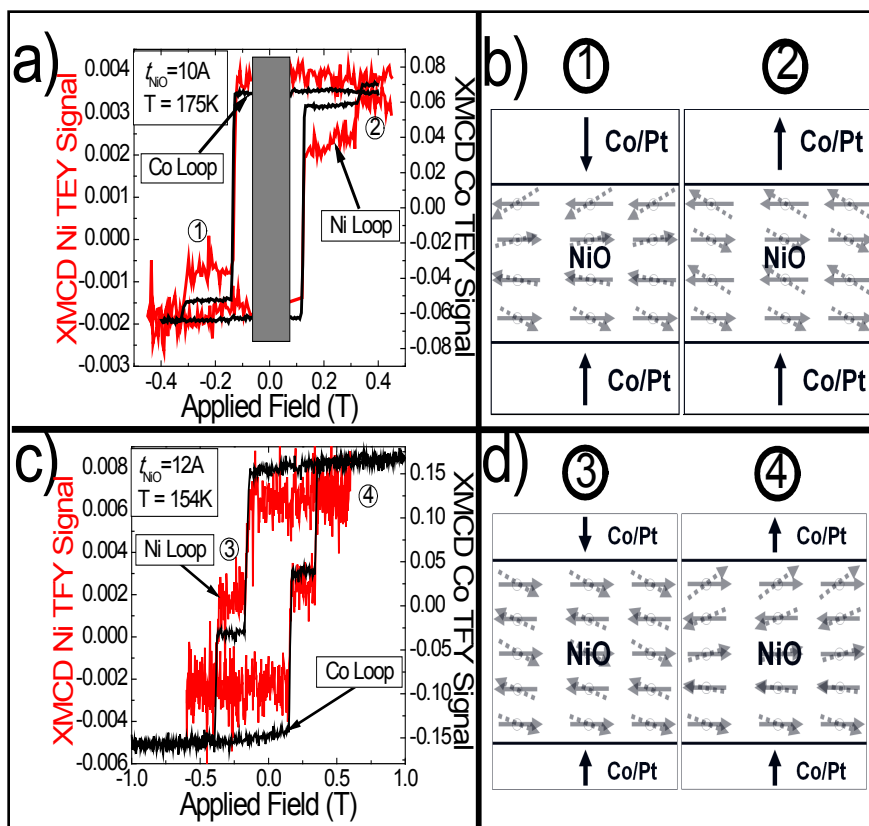 a)
t_NiO=10A
T = 175K
Co Loop
Ni Loop
1
2
XMCD Ni TEY Signal
0.004
0.003
0.002
0.001
0.000
-0.001
-0.002
-0.003
XMCD Co TEY Signal
0.08
0.06
0.04
0.02
0.00
-0.02
-0.04
-0.06
-0.08
-0.4 -0.2 0.0 0.2 0.4
Applied Field (T)
b)
1 2
Co/Pt Co/Pt
NiO NiO
Co/Pt Co/Pt
c)
t_NiO=12A
T = 154K
Ni Loop
3
4
Co Loop
XMCD Ni TFY Signal
0.008
0.006
0.004
0.002
0.000
-0.002
-0.004
-0.006
XMCD Co TFY Signal
0.15
0.10
0.05
0.00
-0.05
-0.10
-0.15
-1.0 -0.5 0.0 0.5 1.0
Applied Field (T)
d)
3 4
Co/Pt Co/Pt
NiO NiO
Co/Pt Co/Pt